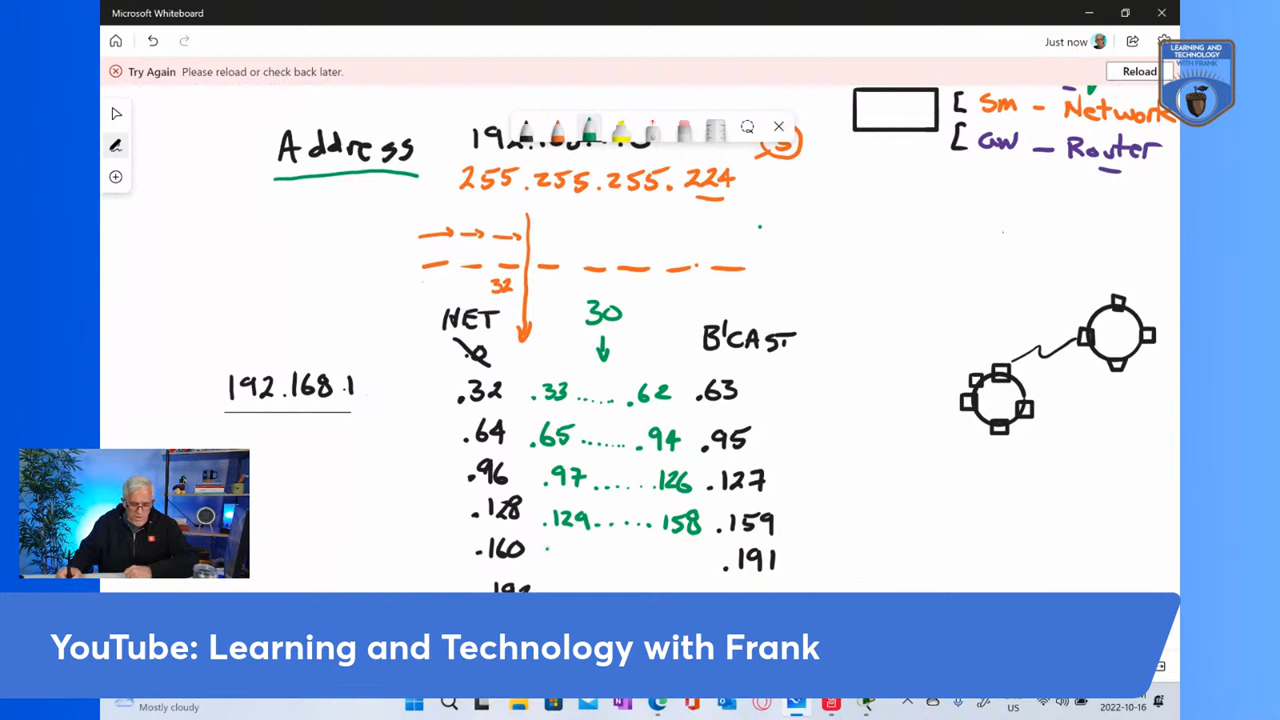 Microsoft Whiteboard
Just now
Try Again Please reload or check back later.
Reload
LEARNING AND
TECHNOLOGY
WITH FRANK
[ Sm - Network
[ GW - Router
Address
255.255.255.224
32
NET
30
B'CAST
.0
192.168.1
.32 .33 ..... .62 .63
.64 .65 ....... .94 .95
.96 .97 ...... 126 .127
.128 .129 ..... 158 .159
.160 .191
YouTube: Learning and Technology with Frank
Mostly cloudy
US
2022-10-16